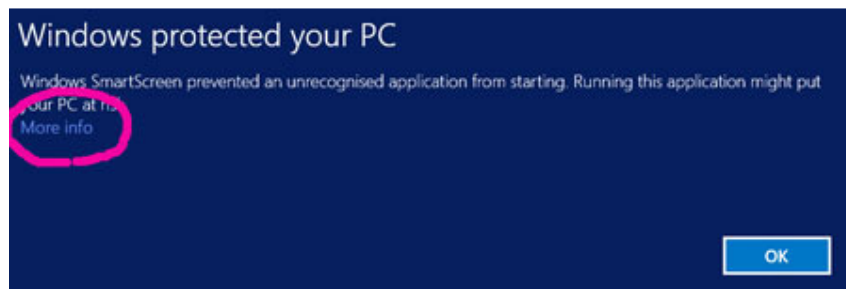 Windows protected your PC
Windows SmartScreen prevented an unrecognised application from starting. Running this application might put
your PC at
More info
OK